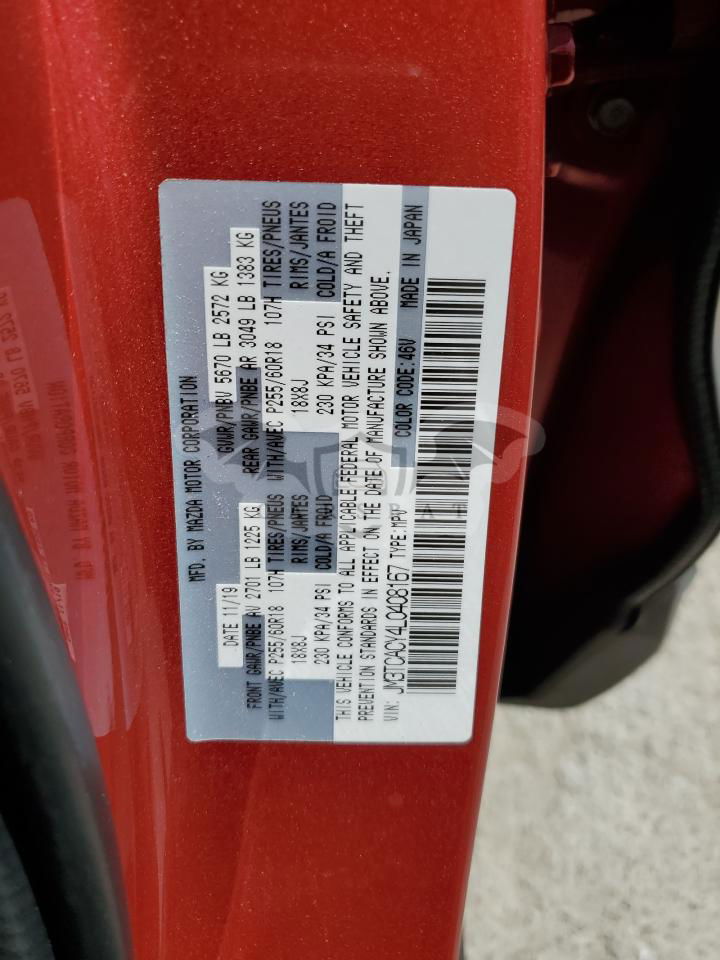 MFD. BY MAZDA MOTOR CORPORATION
DATE 11/19 GVWR/PNBV 5670 LB 2572 KG
FRONT GAWR/PNBE AV 2701 LB 1225 KG REAR GAWR/PNBE AR 3049 LB 1383 KG
WITH/AVEC P255/60R18 107H TIRES/PNEUS WITH/AVEC P255/60R18 107H TIRES/PNEUS
18X8J RIMS/JANTES 18X8J RIMS/JANTES
230 KPA/34 PSI COLD/A FROID 230 KPA/34 PSI COLD/A FROID
THIS VEHICLE CONFORMS TO ALL APPLICABLE FEDERAL MOTOR VEHICLE SAFETY AND THEFT
PREVENTION STANDARDS IN EFFECT ON THE DATE OF MANUFACTURE SHOWN ABOVE.
VIN: JM3TCACY4L0408167 TYPE:MPV COLOR CODE:46V MADE IN JAPAN